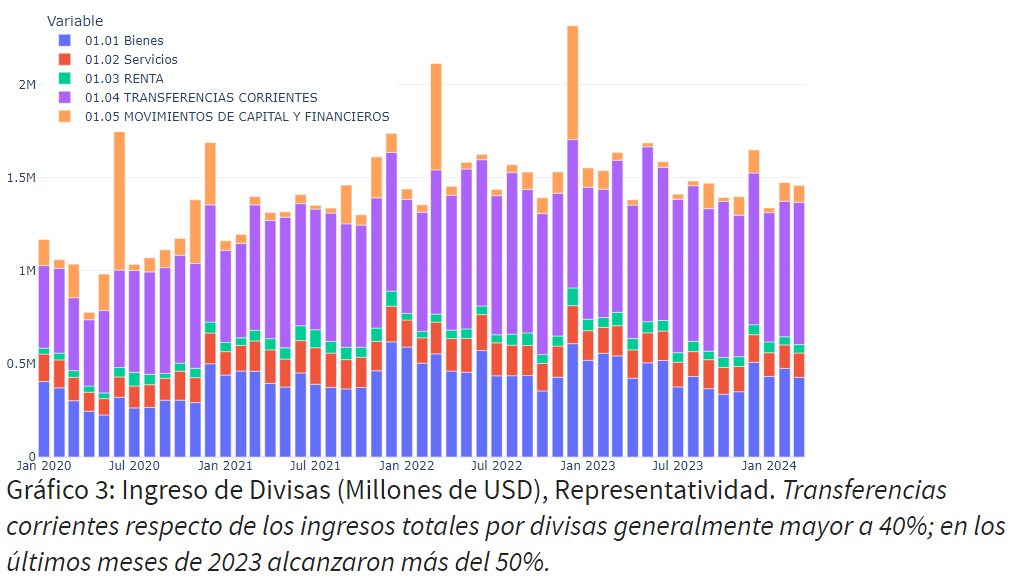 Variable
01.01 Bienes
01.02 Servicios
01.03 RENTA
01.04 TRANSFERENCIAS CORRIENTES
01.05 MOVIMIENTOS DE CAPITAL Y FINANCIEROS
2M
1.5M
1M
0.5M
0
Jan 2020 Jul 2020 Jan 2021 Jul 2021 Jan 2022 Jul 2022 Jan 2023 Jul 2023 Jan 2024
Gráfico 3: Ingreso de Divisas (Millones de USD), Representatividad. Transferencias
corrientes respecto de los ingresos totales por divisas generalmente mayor a 40%; en los
últimos meses de 2023 alcanzaron más del 50%.